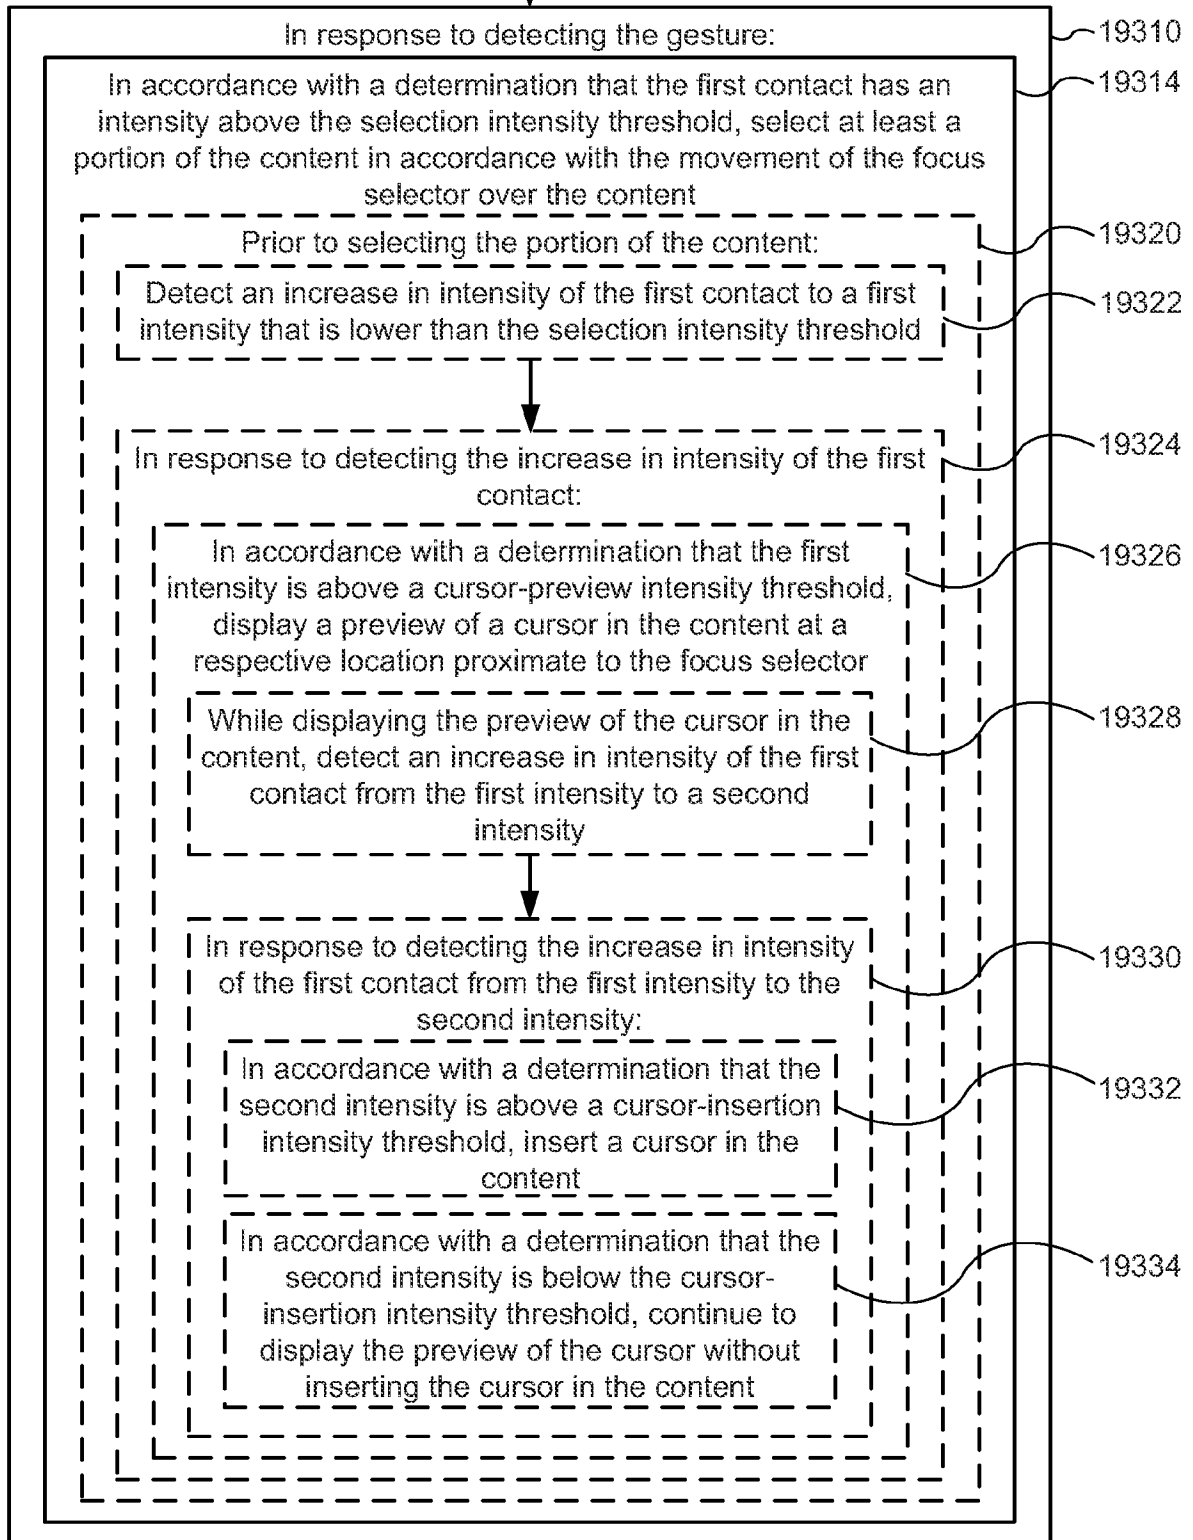 In response to detecting the gesture:
19310
19314
In accordance with a determination that the first contact has an
intensity above the selection intensity threshold, select at least a
portion of the content in accordance with the movement of the focus
selector over the content
19320
Prior to selecting the portion of the content:
Detect an increase in intensity of the first contact to a first
intensity that is lower than the selection intensity threshold
19322
19324
In response to detecting the increase in intensity of the first
contact:
19326
In accordance with a determination that the first
intensity is above a cursor-preview intensity threshold,
display a preview of a cursor in the content at a
respective location proximate to the focus selector
19328
While displaying the preview of the cursor in the
content, detect an increase in intensity of the first
contact from the first intensity to a second
intensity
In response to detecting the increase in intensity
of the first contact from the first intensity to the
second intensity:
19330
In accordance with a determination that the
second intensity is above a cursor-insertion
intensity threshold, insert a cursor in the
content
19332
In accordance with a determination that the
second intensity is below the cursor-
insertion intensity threshold, continue to
display the preview of the cursor without
inserting the cursor in the content
19334